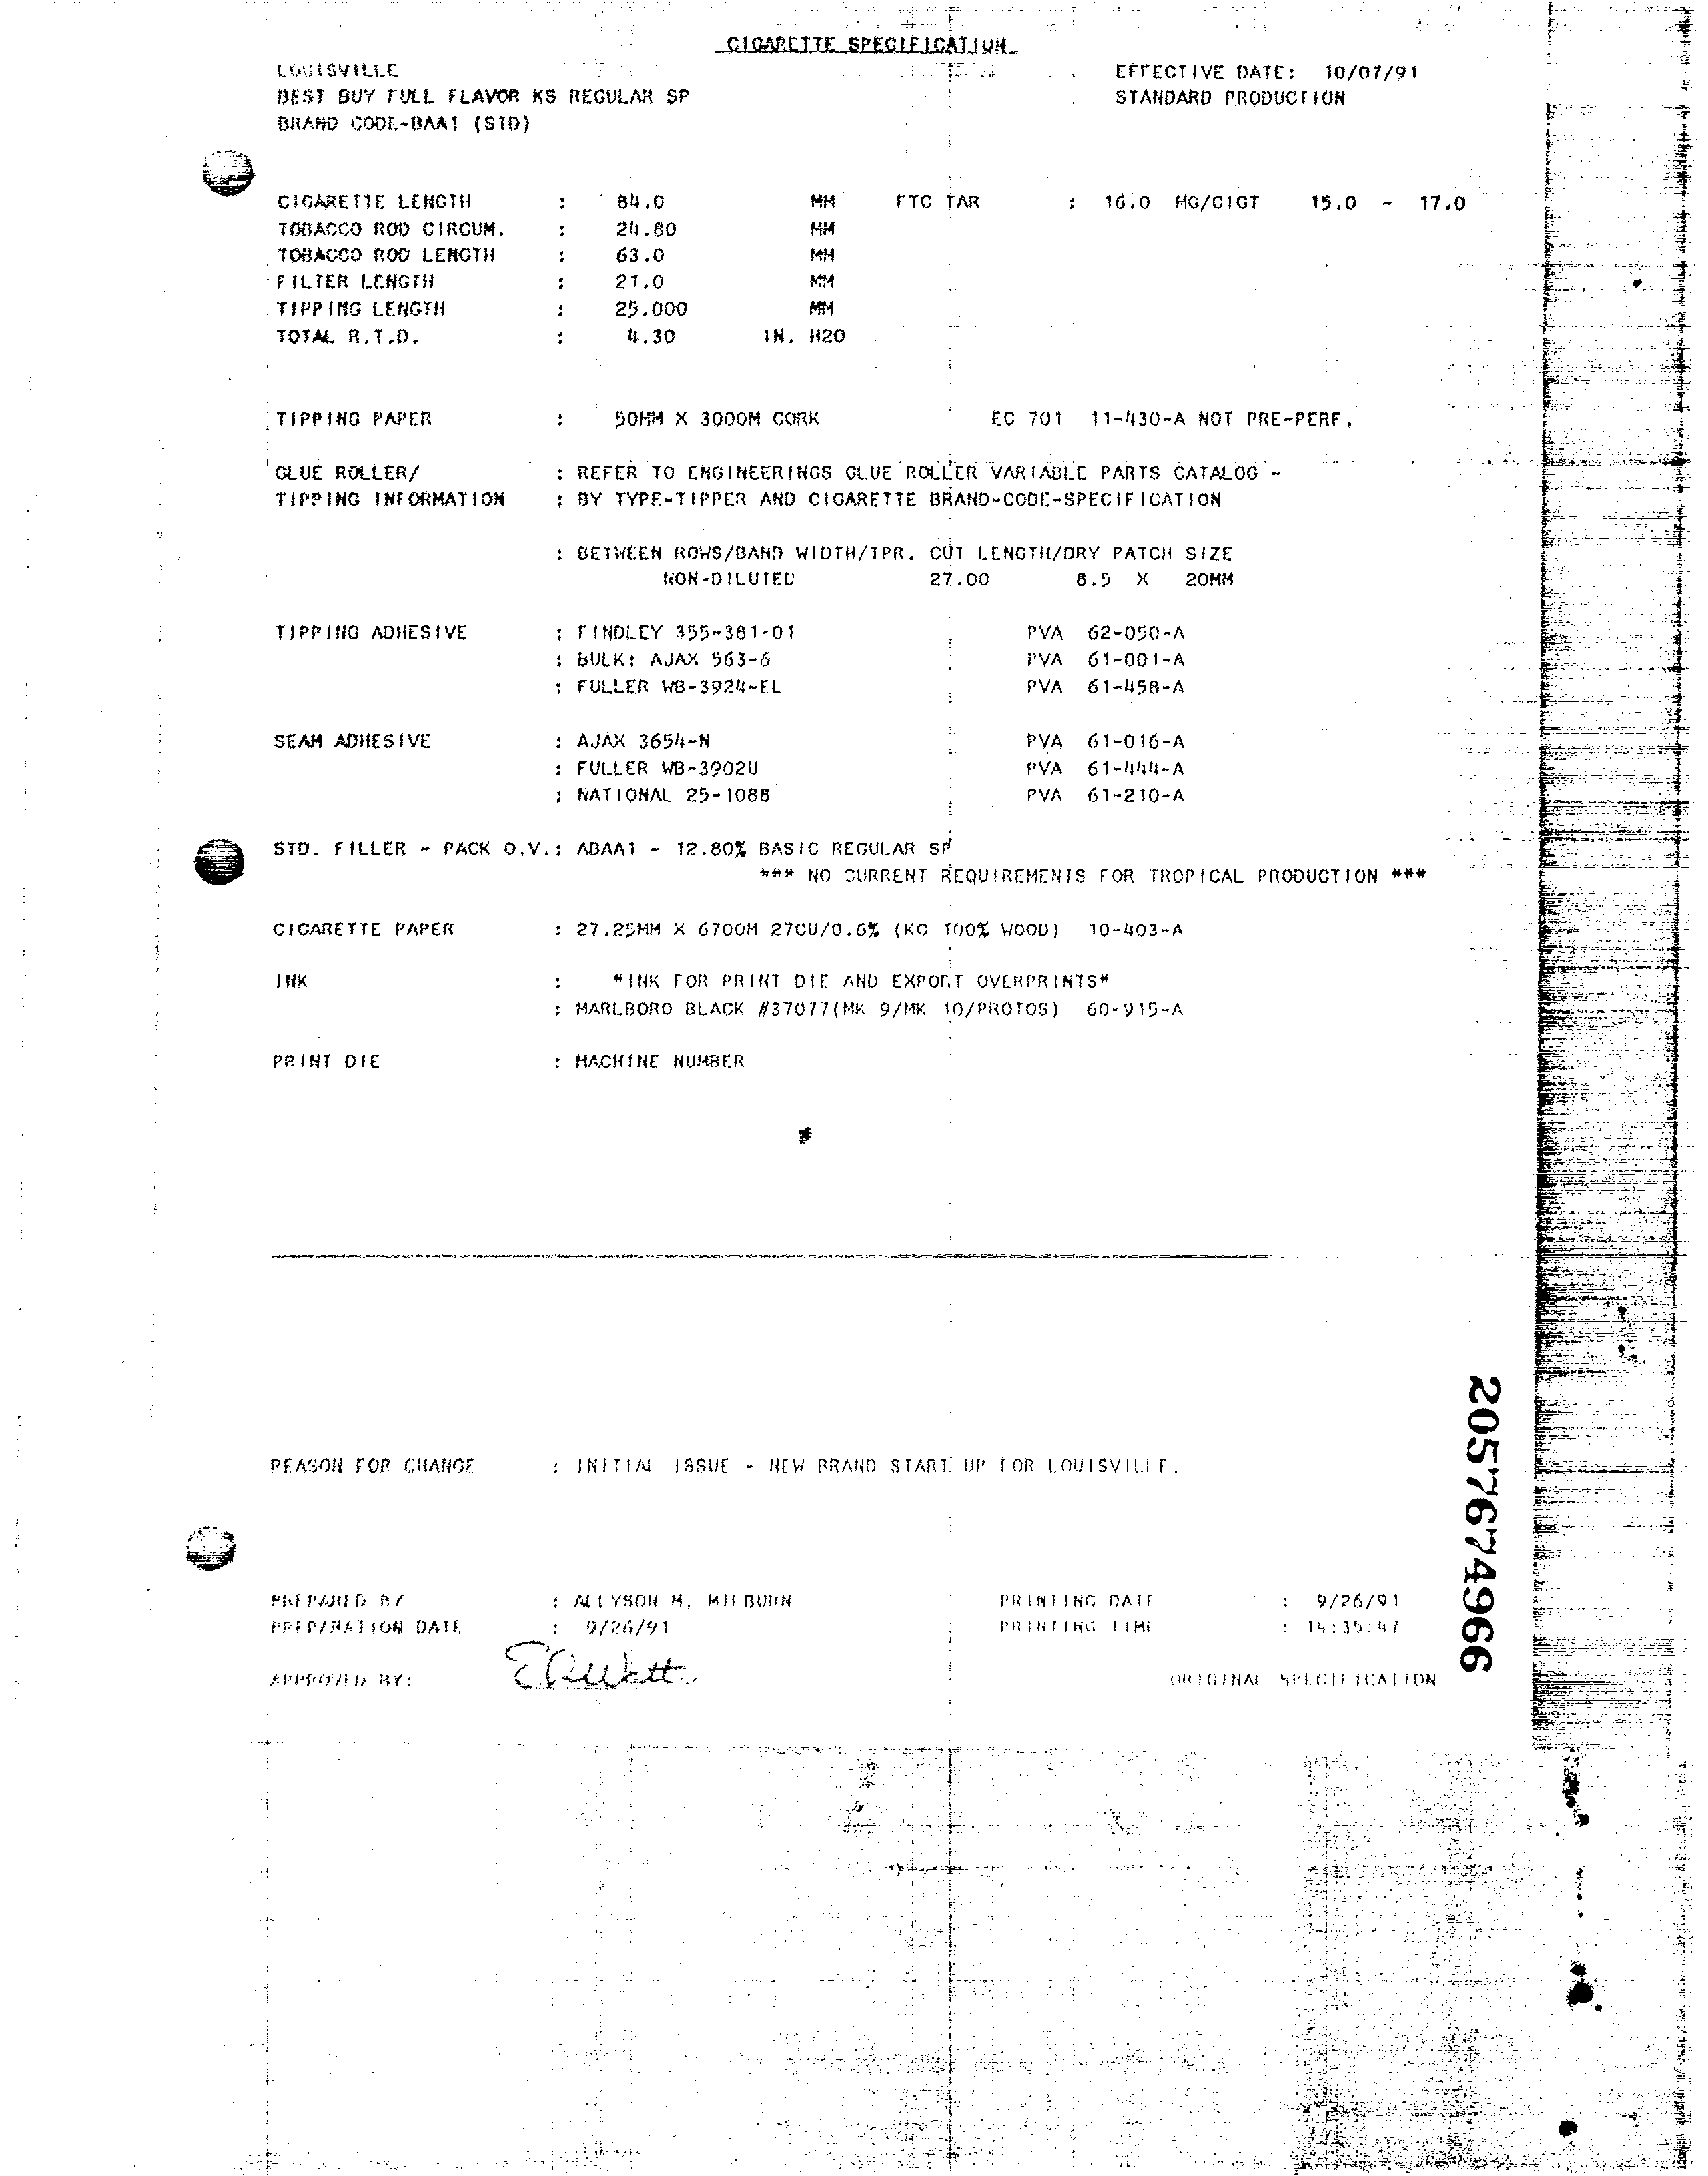 CIGARETTE SPECIFICATION
LOUISVILLE EFFECTIVE DATE: 10/07/91
BEST BUY FULL FLAVOR KS REGULAR SP STANDARD PRODUCTION
BRAND CODE-BAA1 (STD)
CIGARETTE LENGTH : 84.0 MM FTC TAR : 16.0 MG/CIGT 15.0 - 17.0
TOBACCO ROD CIRCUM. : 24.80 MM
TOBACCO ROD LENGTH : 63.0 MM
FILTER LENGTH : 21.0 MM
TIPPING LENGTH : 25.000 MM
TOTAL R.T.D. : 4.30 IN. H2O
TIPPING PAPER : 50MM X 3000M CORK EC 701 11-430-A NOT PRE-PERF.
GLUE ROLLER/ : REFER TO ENGINEERINGS GLUE ROLLER VARIABLE PARTS CATALOG -
TIPPING INFORMATION : BY TYPE-TIPPER AND CIGARETTE BRAND-CODE-SPECIFICATION
: BETWEEN ROWS/BAND WIDTH/TPR. CUT LENGTH/DRY PATCH SIZE
NON-DILUTED 27.00 8.5 X 20MM
TIPPING ADHESIVE : FINDLEY 355-381-01 PVA 62-050-A
: BULK: AJAX 563-6 PVA 61-001-A
: FULLER WB-3924-EL PVA 61-458-A
SEAM ADHESIVE : AJAX 3654-N PVA 61-016-A
: FULLER WB-3902U PVA 61-444-A
: NATIONAL 25-1088 PVA 61-210-A
STD. FILLER - PACK O.V.: ABAA1 - 12.80% BASIC REGULAR SP
*** NO CURRENT REQUIREMENTS FOR TROPICAL PRODUCTION ***
CIGARETTE PAPER : 27.25MM X 6700M 27CU/0.6% (KC 100% WOOD) 10-403-A
INK : *INK FOR PRINT DIE AND EXPORT OVERPRINTS*
: MARLBORO BLACK #37077(MK 9/MK 10/PROTOS) 60-915-A
PRINT DIE : MACHINE NUMBER
REASON FOR CHANGE : INITIAL ISSUE - NEW BRAND START UP FOR LOUISVILLE.
PREPARED BY : ALLYSON M. MILBURN PRINTING DATE : 9/26/91
PREPARATION DATE : 9/26/91 PRINTING TIME :
APPROVED BY: ORIGINAL SPECIFICATION
2057674966